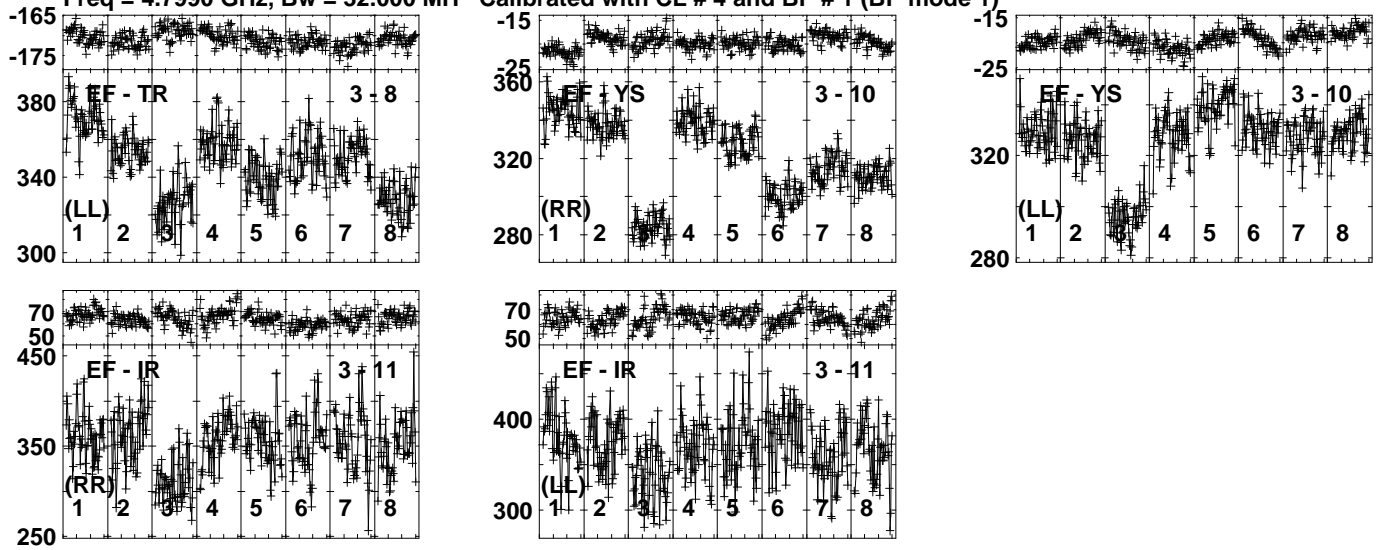 Freq = 4.7990 GHz, Bw = 32.000 MH Calibrated with CL # 4 and BP # 1 (BP mode 1)
-165
-175
380
340
300
EF - TR 3 - 8
(LL)
1 2 3 4 5 6 7 8
-15
-25
360
320
280
EF - YS 3 - 10
(RR)
1 2 3 4 5 6 7 8
-15
-25
320
280
EF - YS 3 - 10
(LL)
1 2 3 4 5 6 7 8
70
50
450
350
250
EF - IR 3 - 11
(RR)
1 2 3 4 5 6 7 8
70
50
400
300
EF - IR 3 - 11
(LL)
1 2 3 4 5 6 7 8